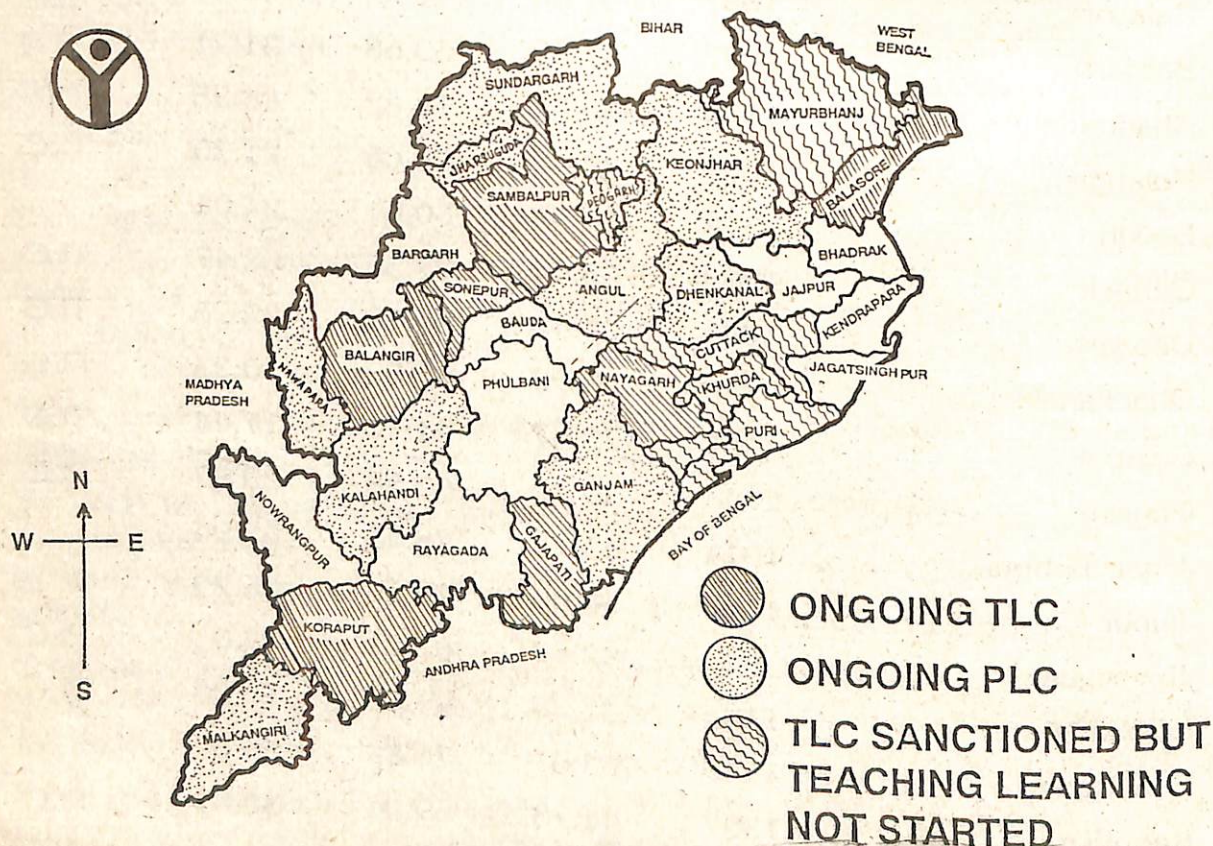 BIHAR
WEST
BENGAL
SUNDARGARH
MAYURBHANJ
KEONJHAR
JHARSUGUDA
BALASORE
SAMBALPUR
DEOGARH
BARGARH
BHADRAK
SONEPUR
ANGUL
DHENKANAL
JAJPUR
KENDRAPARA
BAUDA
CUTTACK
BALANGIR
JAGATSINGHPUR
PHULBANI
NAYAGARH
KHURDA
MADHYA
PRADESH
NAWAPARA
PURI
N
KALAHANDI
GANJAM
NOWRANGPUR
W
E
RAYAGADA
GAJAPATI
BAY OF BENGAL
ONGOING TLC
KORAPUT
ANDHRA PRADESH
ONGOING PLC
S
MALKANGIRI
TLC SANCTIONED BUT
TEACHING LEARNING
NOT STARTED